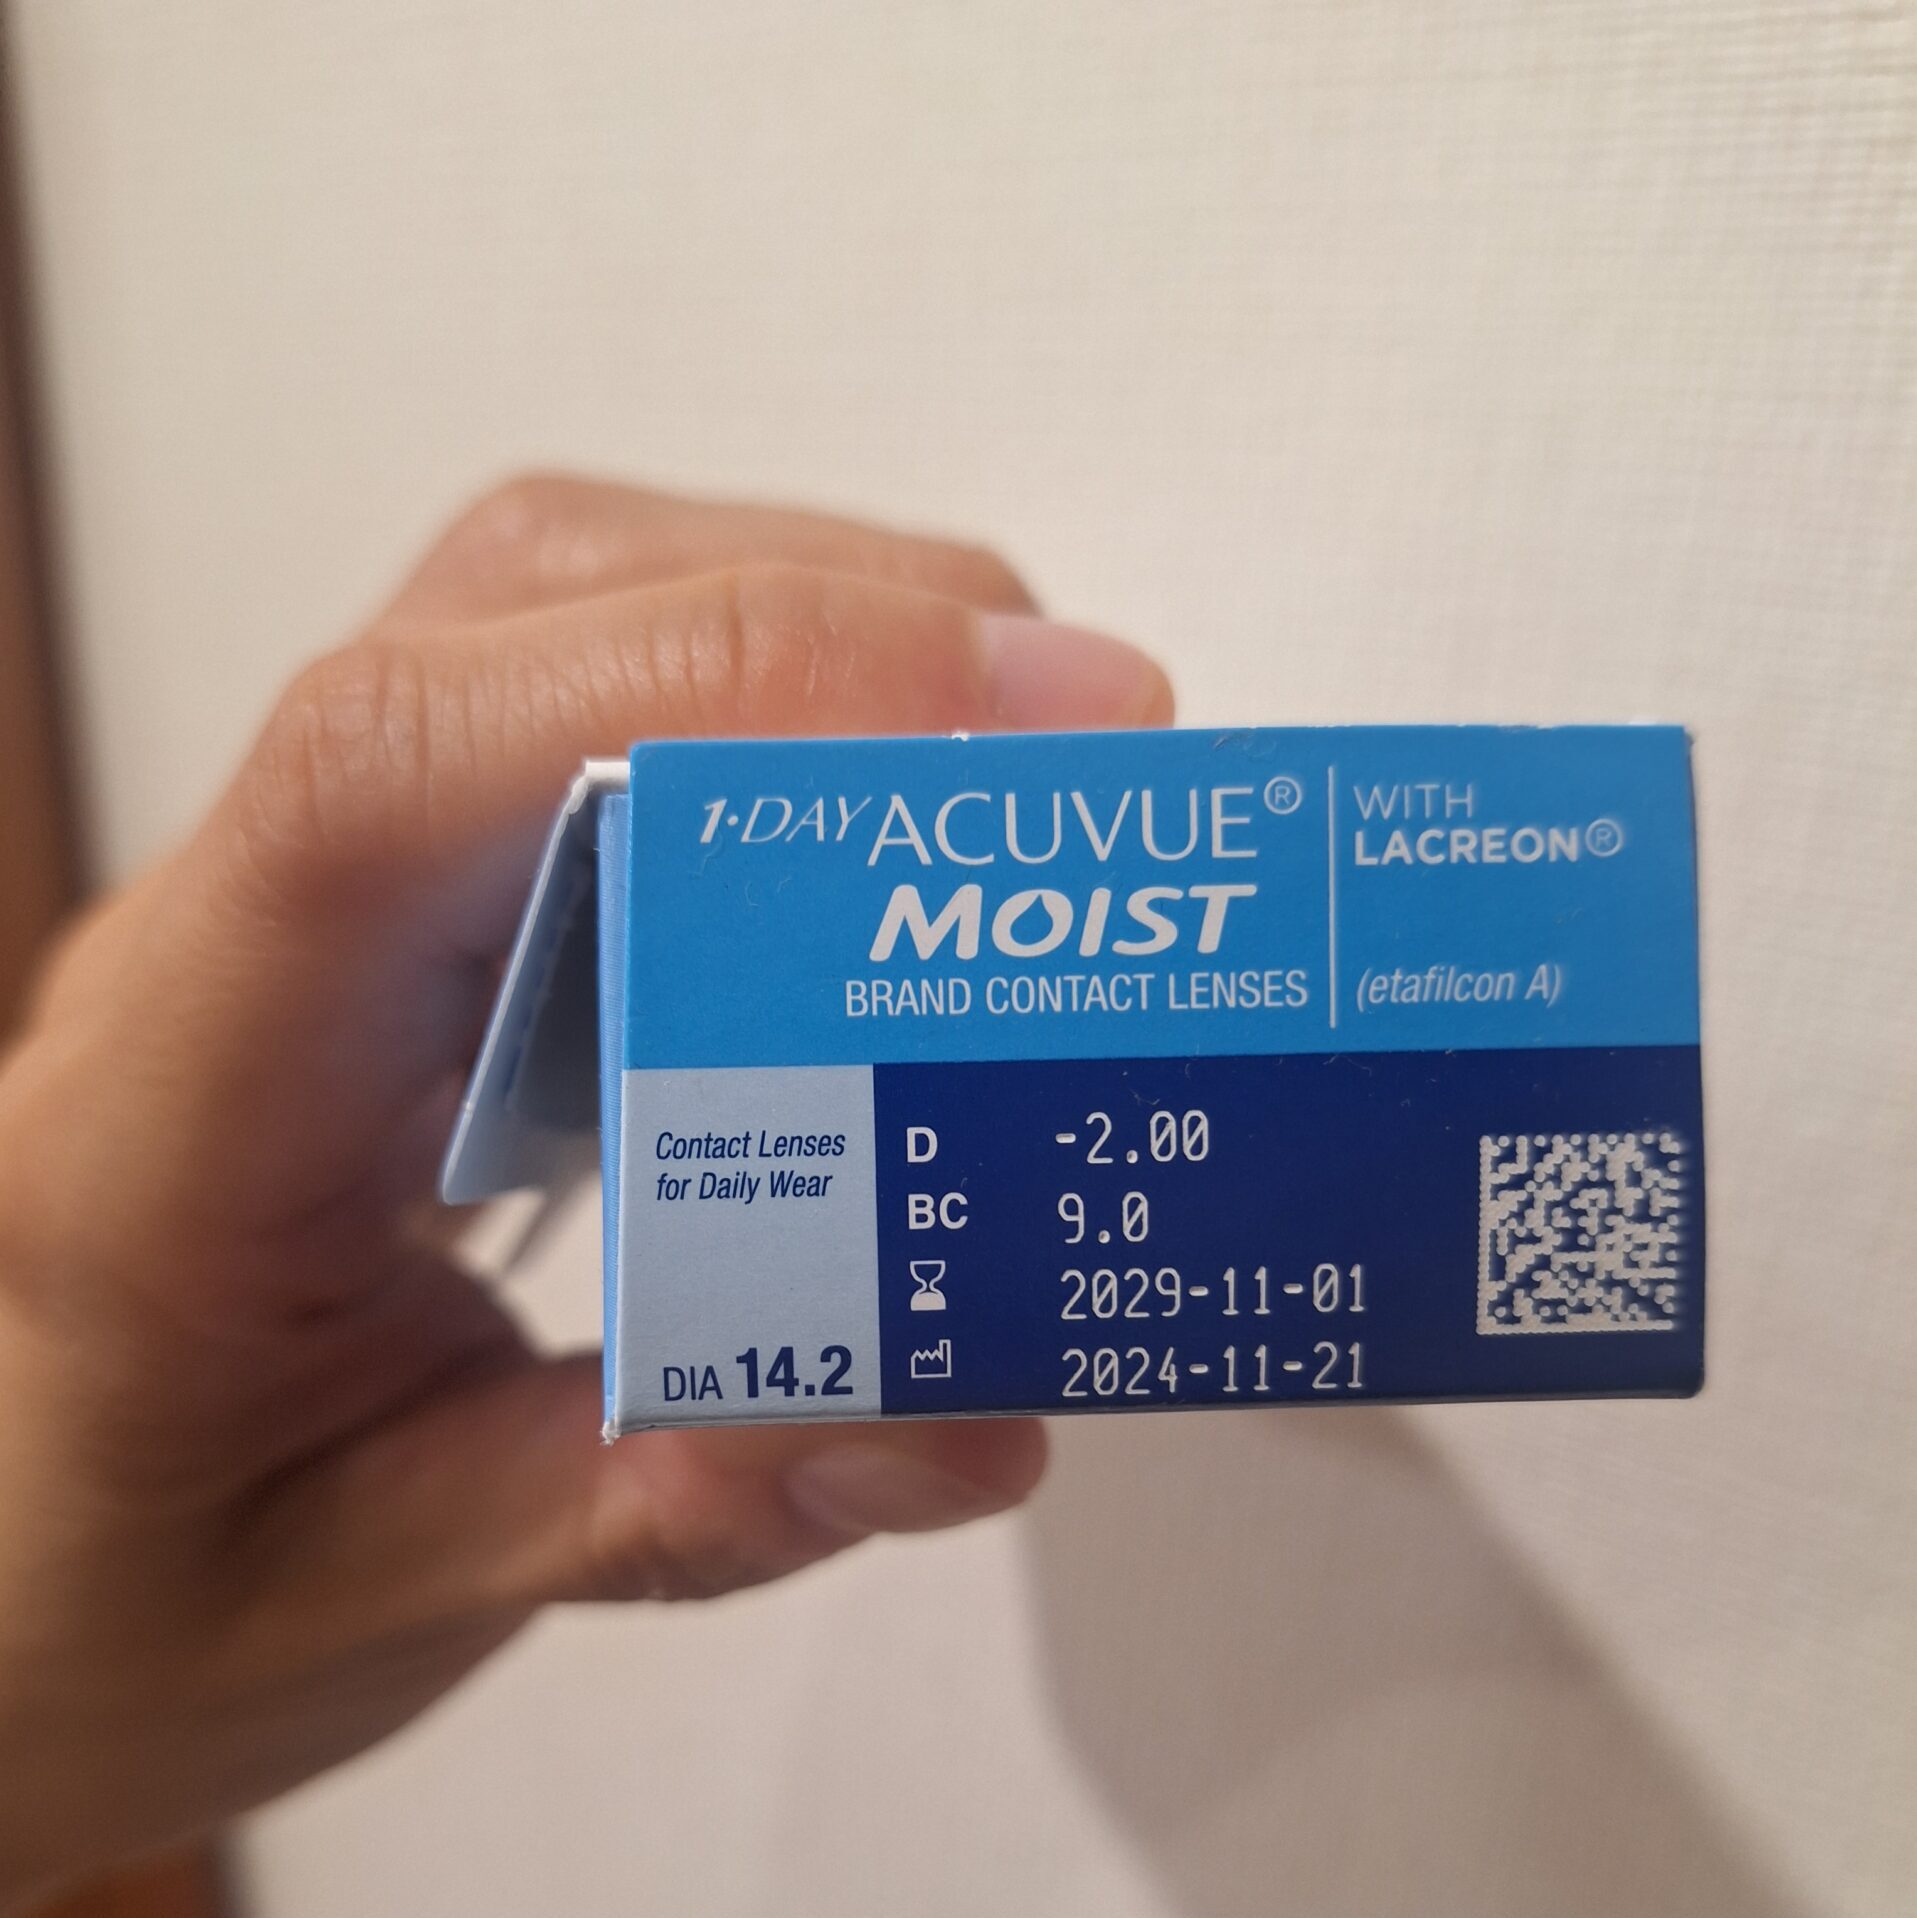 1·DAY ACUVUE®
MOIST
BRAND CONTACT LENSES
WITH
LACREON®
(etafilcon A)
Contact Lenses
for Daily Wear
DIA 14.2
D -2.00
BC 9.0
2029-11-01
2024-11-21